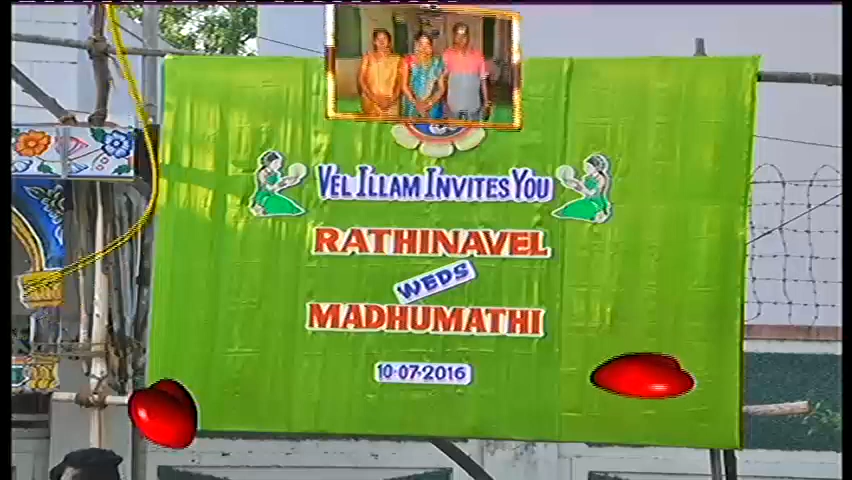 VEL ILLAM INVITES YOU
RATHINAVEL
WEDS
MADHUMATHI
10-07-2016